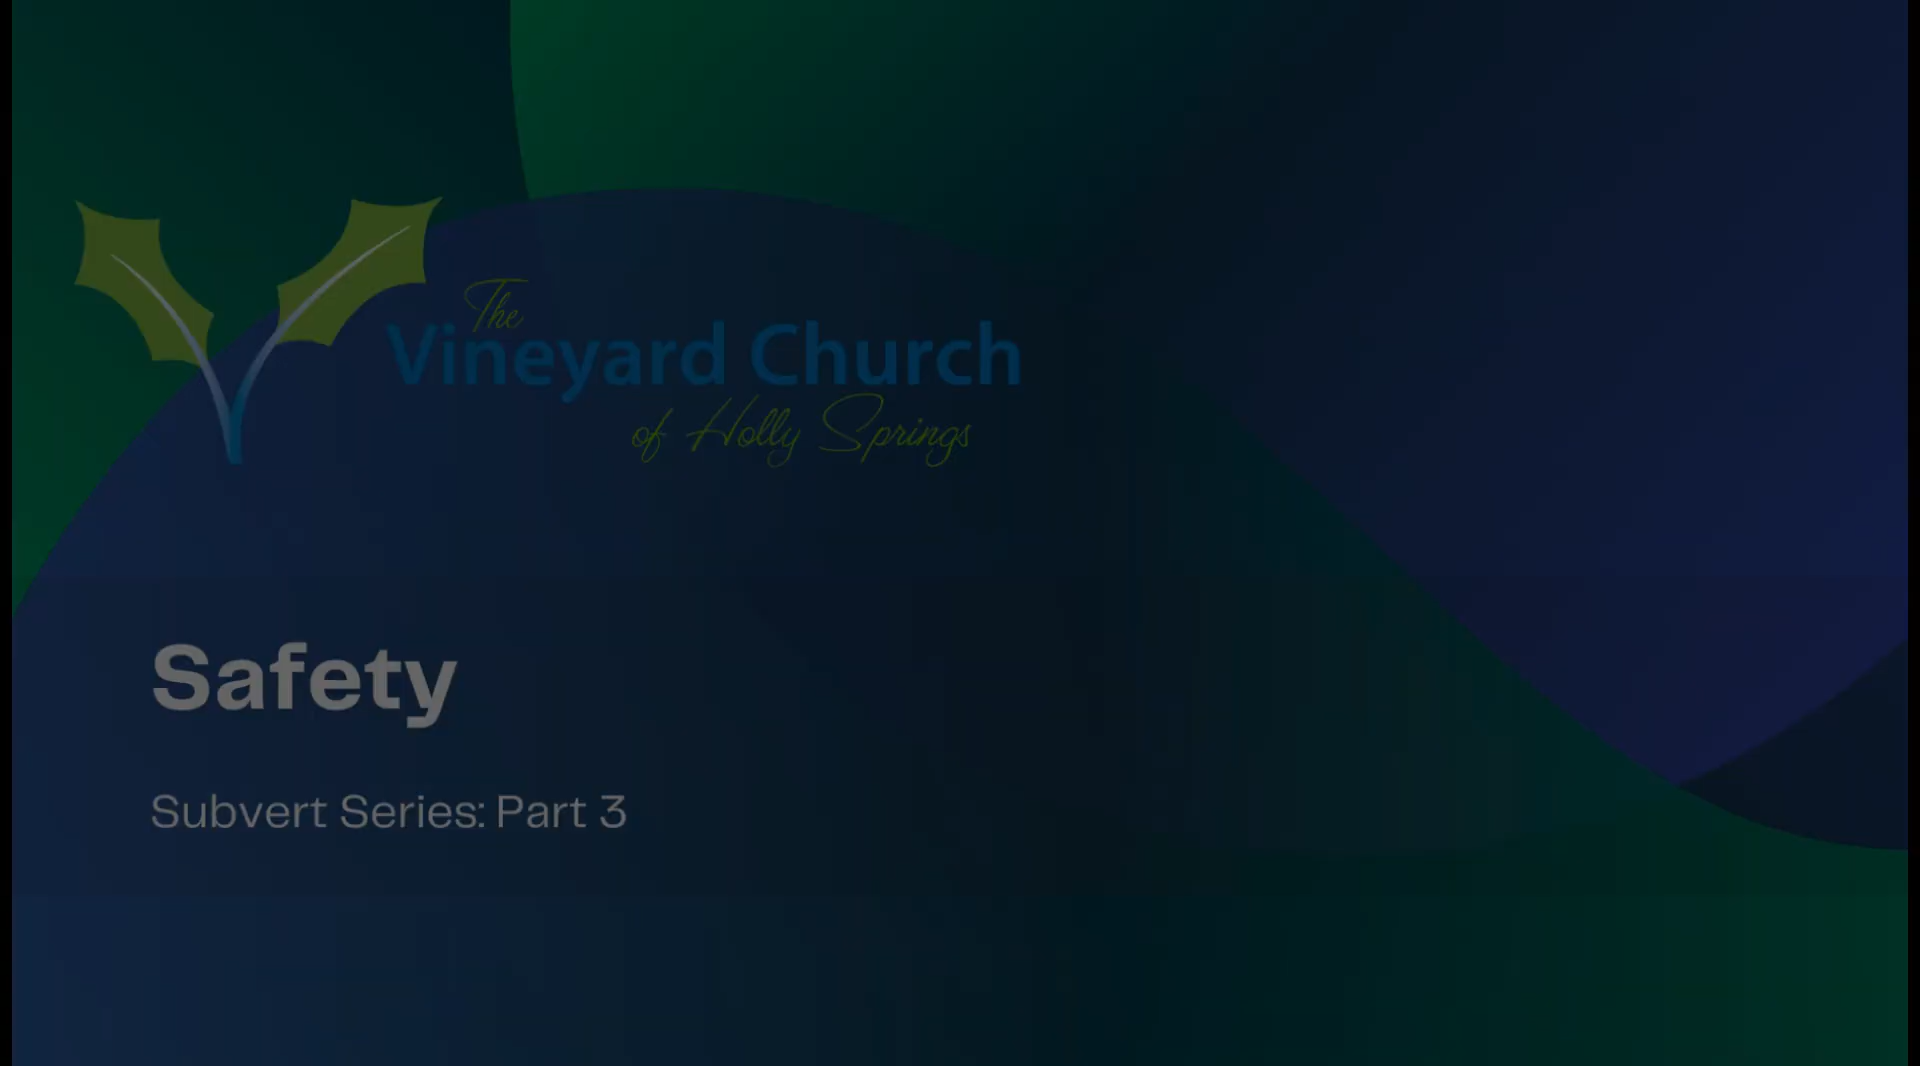 The
Vineyard Church
of Holly Springs
Safety
Subvert Series: Part 3